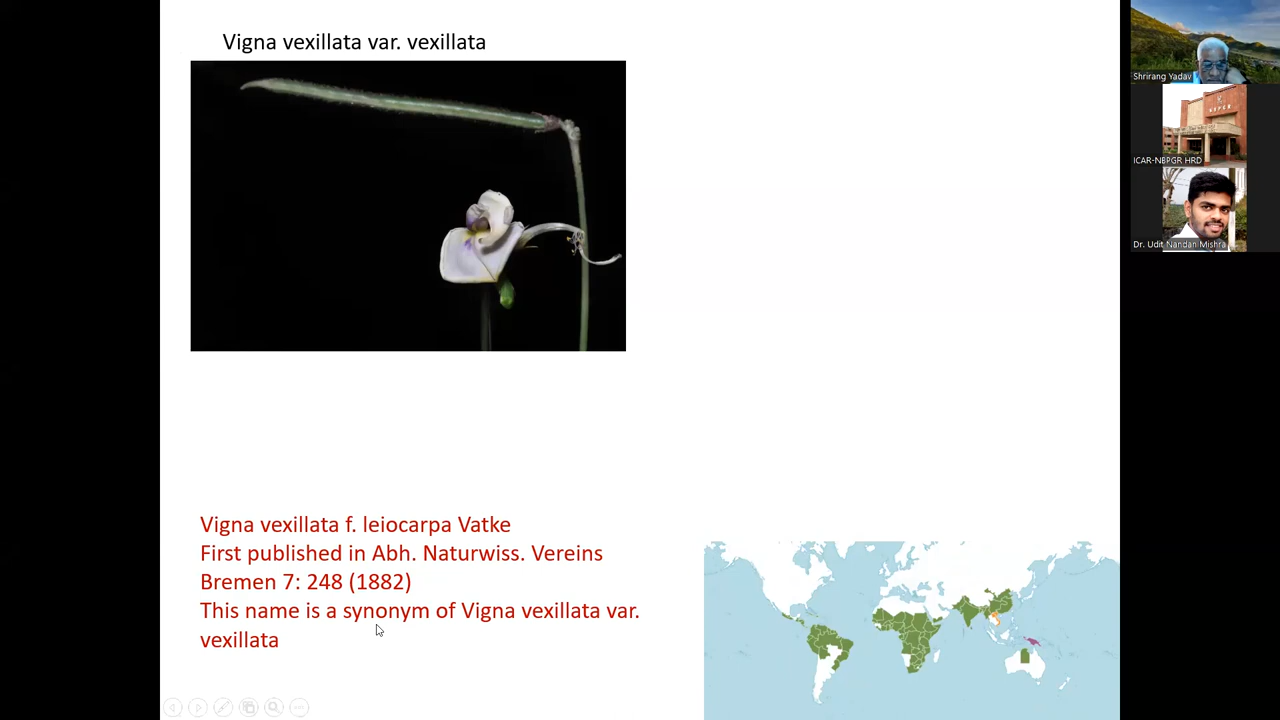 Vigna vexillata var. vexillata
Shrirang Yadav
ICAR-NBPGR HRD
Dr. Udit Nandan Mishra
Vigna vexillata f. leiocarpa Vatke
First published in Abh. Naturwiss. Vereins
Bremen 7: 248 (1882)
This name is a synonym of Vigna vexillata var.
vexillata